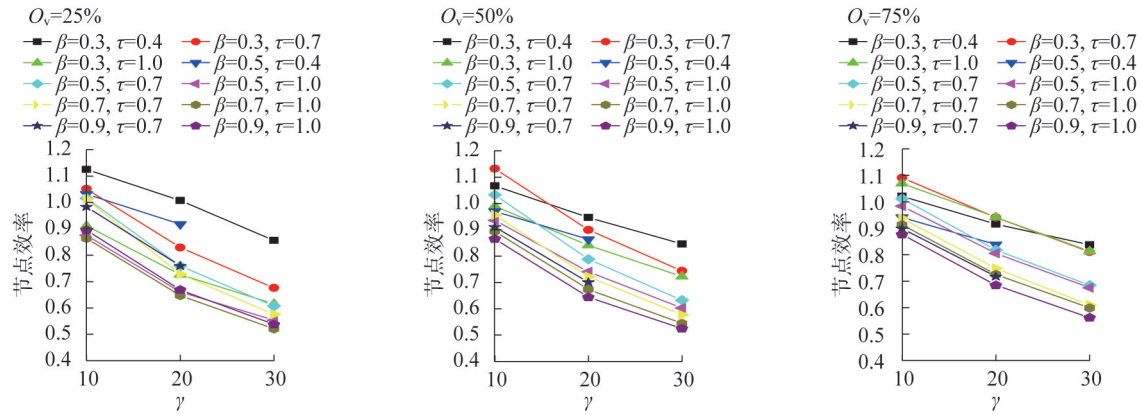 O_v=25%
β=0.3, τ=0.4 β=0.3, τ=0.7
β=0.3, τ=1.0 β=0.5, τ=0.4
β=0.5, τ=0.7 β=0.5, τ=1.0
β=0.7, τ=0.7 β=0.7, τ=1.0
β=0.9, τ=0.7 β=0.9, τ=1.0
1.2
1.1
1.0
0.9
0.8
0.7
0.6
0.5
0.4
节点效率
10 20 30
γ
O_v=50%
β=0.3, τ=0.4 β=0.3, τ=0.7
β=0.3, τ=1.0 β=0.5, τ=0.4
β=0.5, τ=0.7 β=0.5, τ=1.0
β=0.7, τ=0.7 β=0.7, τ=1.0
β=0.9, τ=0.7 β=0.9, τ=1.0
1.2
1.1
1.0
0.9
0.8
0.7
0.6
0.5
0.4
节点效率
10 20 30
γ
O_v=75%
β=0.3, τ=0.4 β=0.3, τ=0.7
β=0.3, τ=1.0 β=0.5, τ=0.4
β=0.5, τ=0.7 β=0.5, τ=1.0
β=0.7, τ=0.7 β=0.7, τ=1.0
β=0.9, τ=0.7 β=0.9, τ=1.0
1.2
1.1
1.0
0.9
0.8
0.7
0.6
0.5
0.4
节点效率
10 20 30
γ